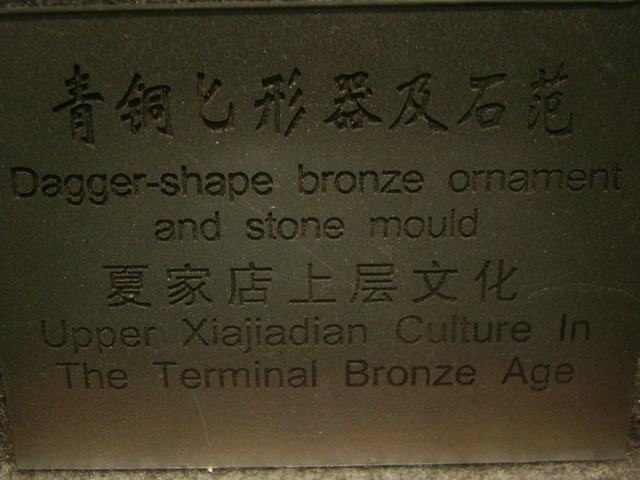 青铜匕形器及石范
Dagger-shape bronze ornament
and stone mould
夏家店上层文化
Upper Xiajiadian Culture In
The Terminal Bronze Age